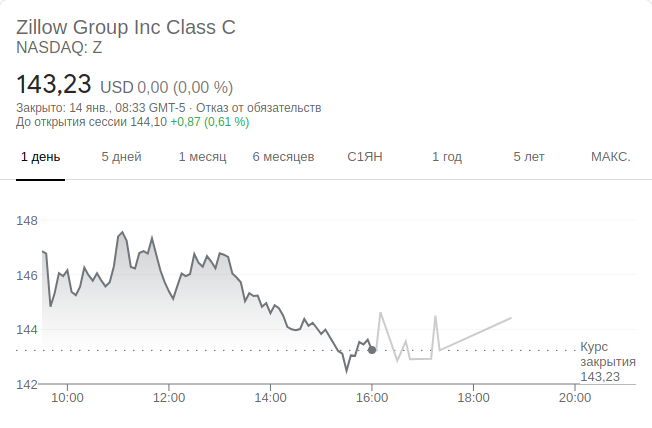 Zillow Group Inc Class C
NASDAQ: Z
143,23 USD 0,00 (0,00 %)
Закрыто: 14 янв., 08:33 GMT-5 · Отказ от обязательств
До открытия сессии 144,10 +0,87 (0,61 %)
1 день 5 дней 1 месяц 6 месяцев С1ЯН 1 год 5 лет МАКС.
148
146
144
142
Курс
закрытия
143,23
10:00 12:00 14:00 16:00 18:00 20:00